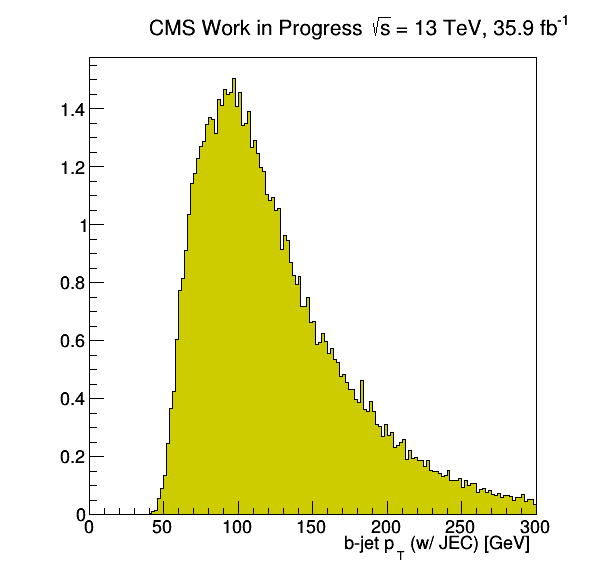 CMS Work in Progress √s = 13 TeV, 35.9 fb⁻¹
1.4
1.2
1
0.8
0.6
0.4
0.2
0
0 50 100 150 200 250 300
b-jet p_T (w/ JEC) [GeV]